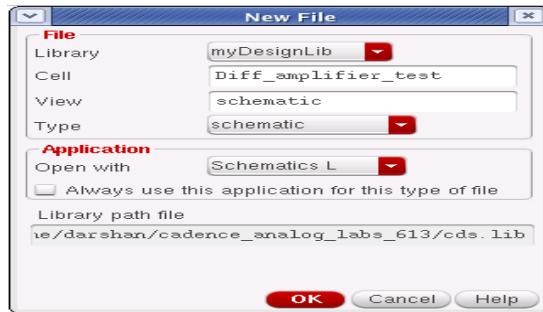 New File
File
Library myDesignLib
Cell Diff_amplifier_test
View schematic
Type schematic
Application
Open with Schematics L
Always use this application for this type of file
Library path file
ne/darshan/cadence_analog_labs_613/cds.lib
OK Cancel Help